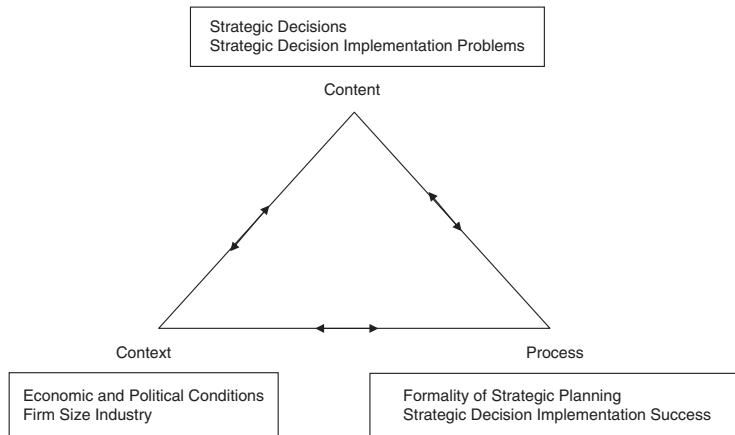 Strategic Decisions
Strategic Decision Implementation Problems
Content
Context
Process
Economic and Political Conditions
Firm Size Industry
Formality of Strategic Planning
Strategic Decision Implementation Success